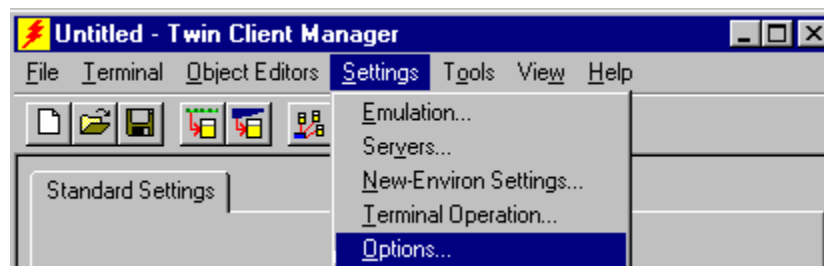 Untitled - Twin Client Manager
File Terminal Object Editors Settings Tools View Help
Emulation...
Servers...
New-Environ Settings...
Standard Settings
Terminal Operation...
Options...